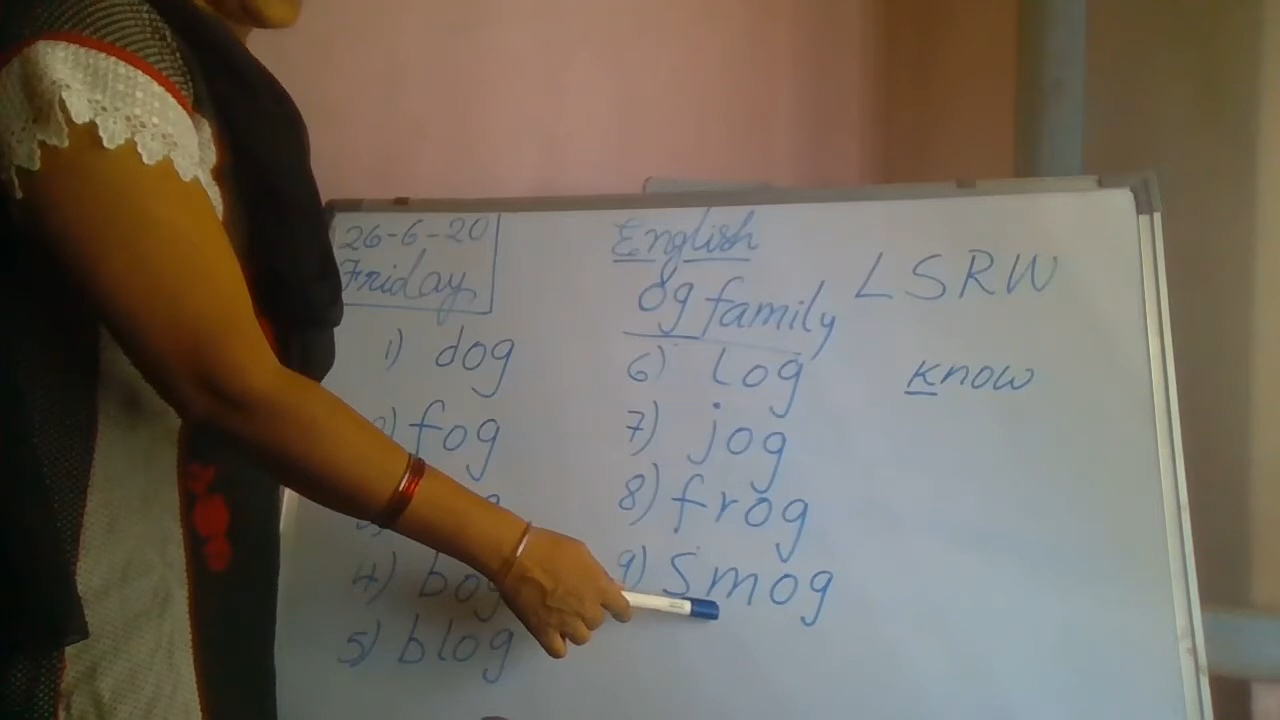 26-6-20
Friday
English
og family
LSRW
know
1) dog
2) fog
4) bog
5) blog
6) log
7) jog
8) frog
9) Smog